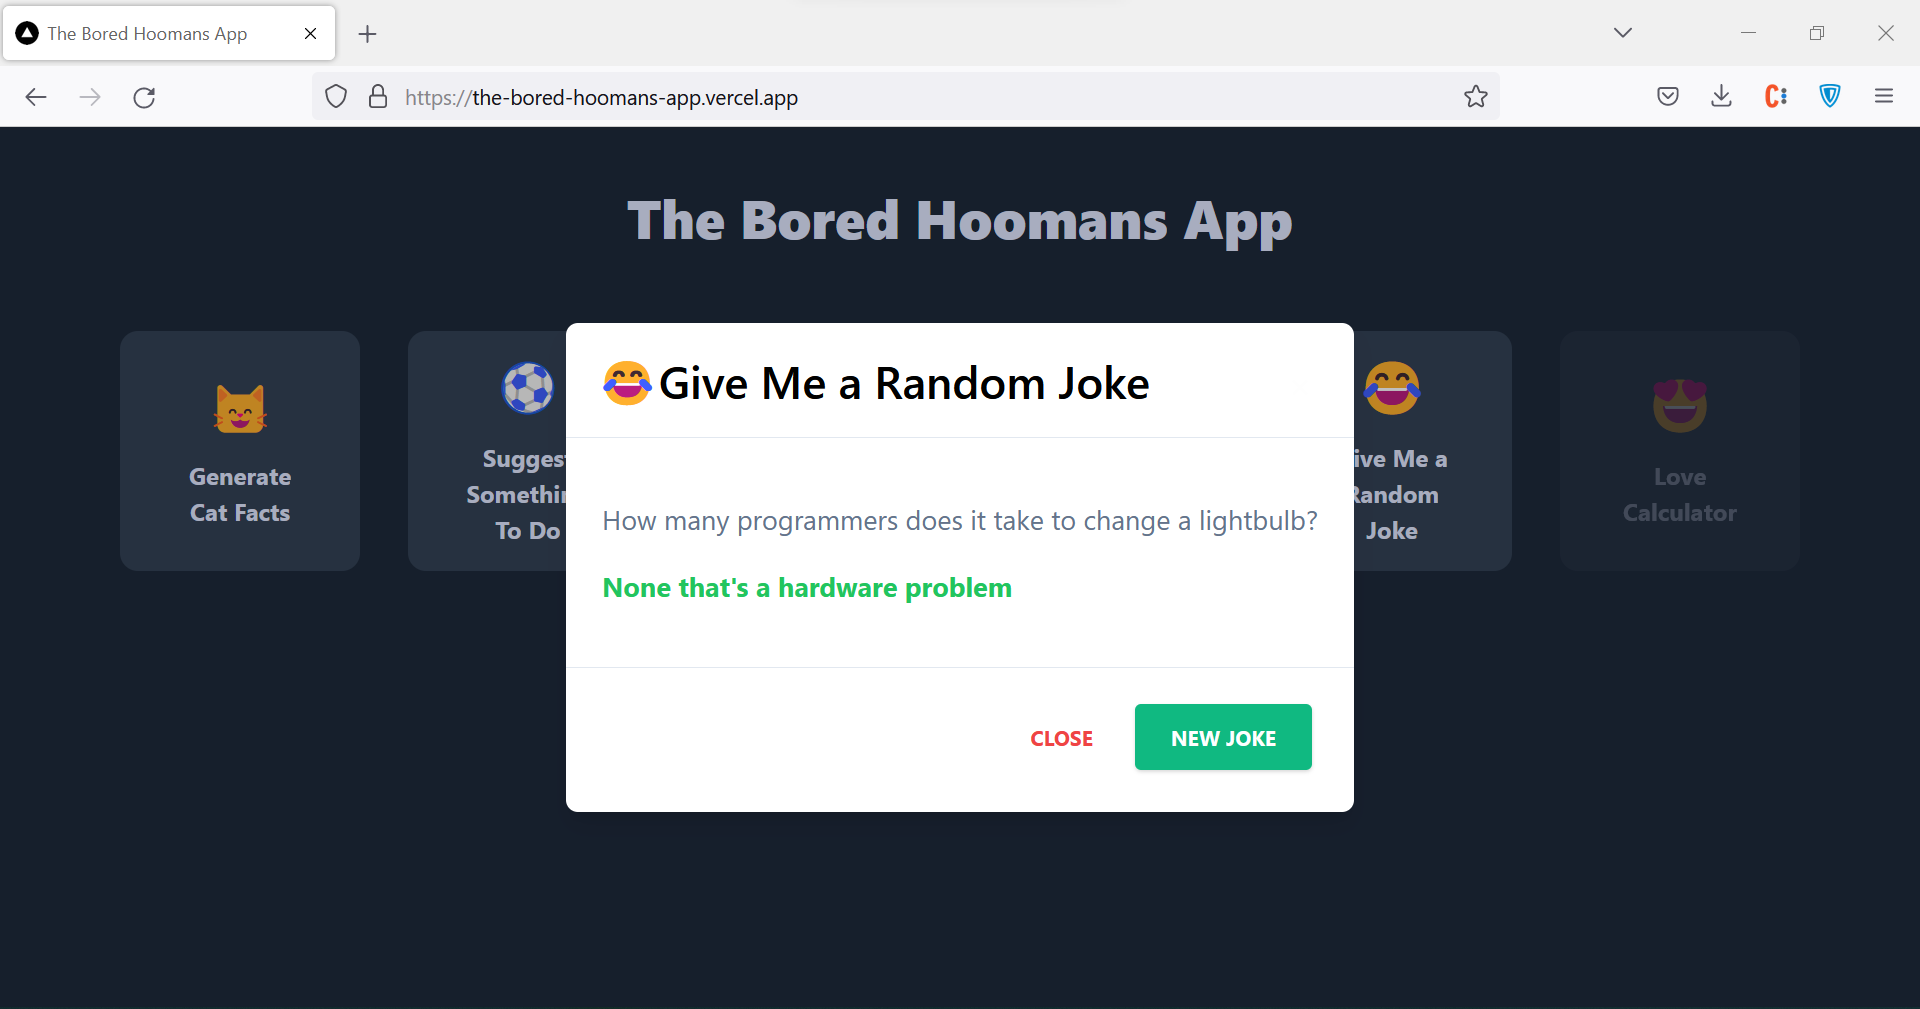 The Bored Hoomans App
https://the-bored-hoomans-app.vercel.app
The Bored Hoomans App
Generate
Cat Facts
Sugges
Somethi
To Do
😂Give Me a Random Joke
How many programmers does it take to change a lightbulb?
None that's a hardware problem
CLOSE
NEW JOKE
ive Me a
Random
Joke
Love
Calculator